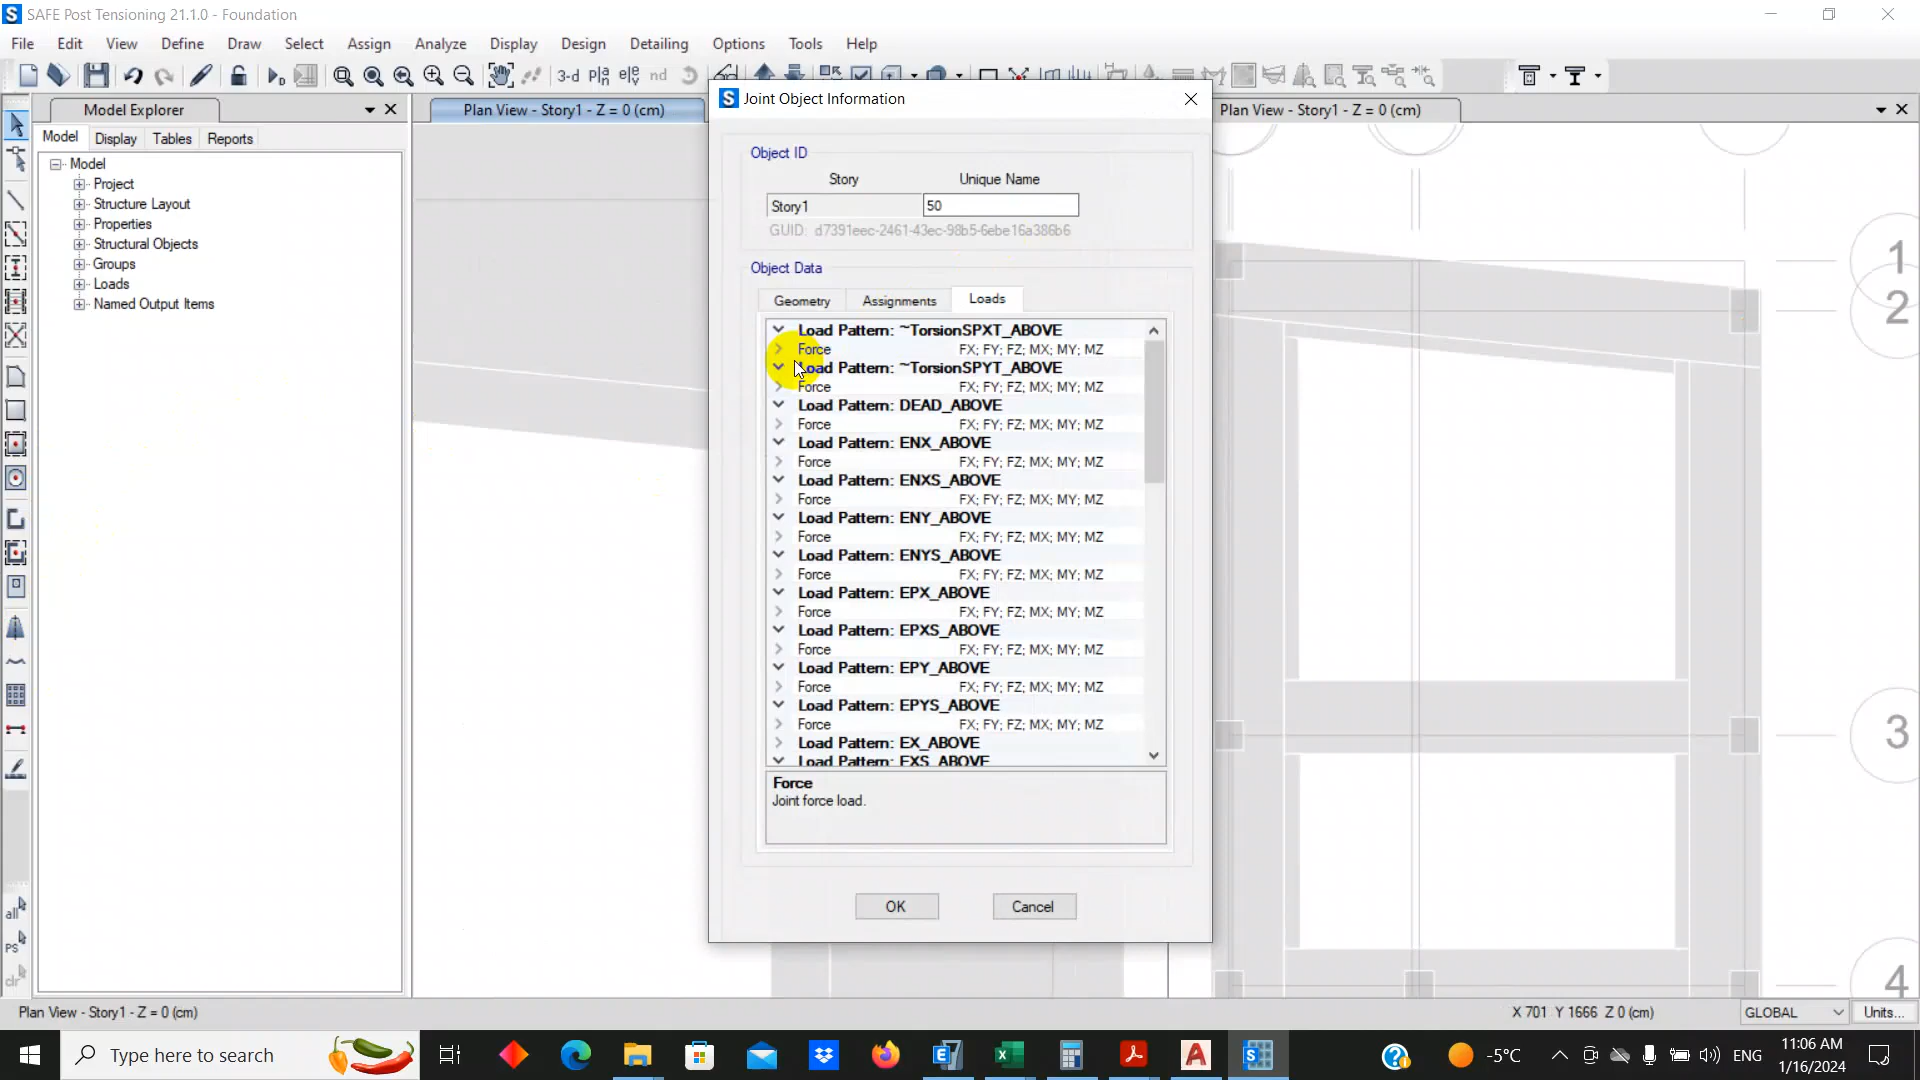 SAFE Post Tensioning 21.1.0 - Foundation
File Edit View Define Draw Select Assign Analyze Display Design Detailing Options Tools Help
3-d
nd
Model Explorer
Plan View - Story1 - Z = 0 (cm)
Joint Object Information
Plan View - Story1 - Z = 0 (cm)
Model Display Tables Reports
Model
Project
Structure Layout
Properties
Structural Objects
Groups
Loads
Named Output Items
Object ID
Story Unique Name
Story1 50
GUID: d7391eec-2461-43ec-98b5-6ebe16a386b6
Object Data
Geometry Assignments Loads
Load Pattern: ~TorsionSPXT_ABOVE
Force FX; FY; FZ; MX; MY; MZ
Load Pattern: ~TorsionSPYT_ABOVE
Force FX; FY; FZ; MX; MY; MZ
Load Pattern: DEAD_ABOVE
Force FX; FY; FZ; MX; MY; MZ
Load Pattern: ENX_ABOVE
Force FX; FY; FZ; MX; MY; MZ
Load Pattern: ENXS_ABOVE
Force FX; FY; FZ; MX; MY; MZ
Load Pattern: ENY_ABOVE
Force FX; FY; FZ; MX; MY; MZ
Load Pattern: ENYS_ABOVE
Force FX; FY; FZ; MX; MY; MZ
Load Pattern: EPX_ABOVE
Force FX; FY; FZ; MX; MY; MZ
Load Pattern: EPXS_ABOVE
Force FX; FY; FZ; MX; MY; MZ
Load Pattern: EPY_ABOVE
Force FX; FY; FZ; MX; MY; MZ
Load Pattern: EPYS_ABOVE
Force FX; FY; FZ; MX; MY; MZ
Load Pattern: EX_ABOVE
Load Pattern: EXS_ABOVE
Force
Joint force load.
OK Cancel
1
2
3
4
all
PS
clr
Plan View - Story1 - Z = 0 (cm)
X 701 Y 1666 Z 0 (cm)
GLOBAL
Units...
Type here to search
-5°C
ENG
11:06 AM
1/16/2024